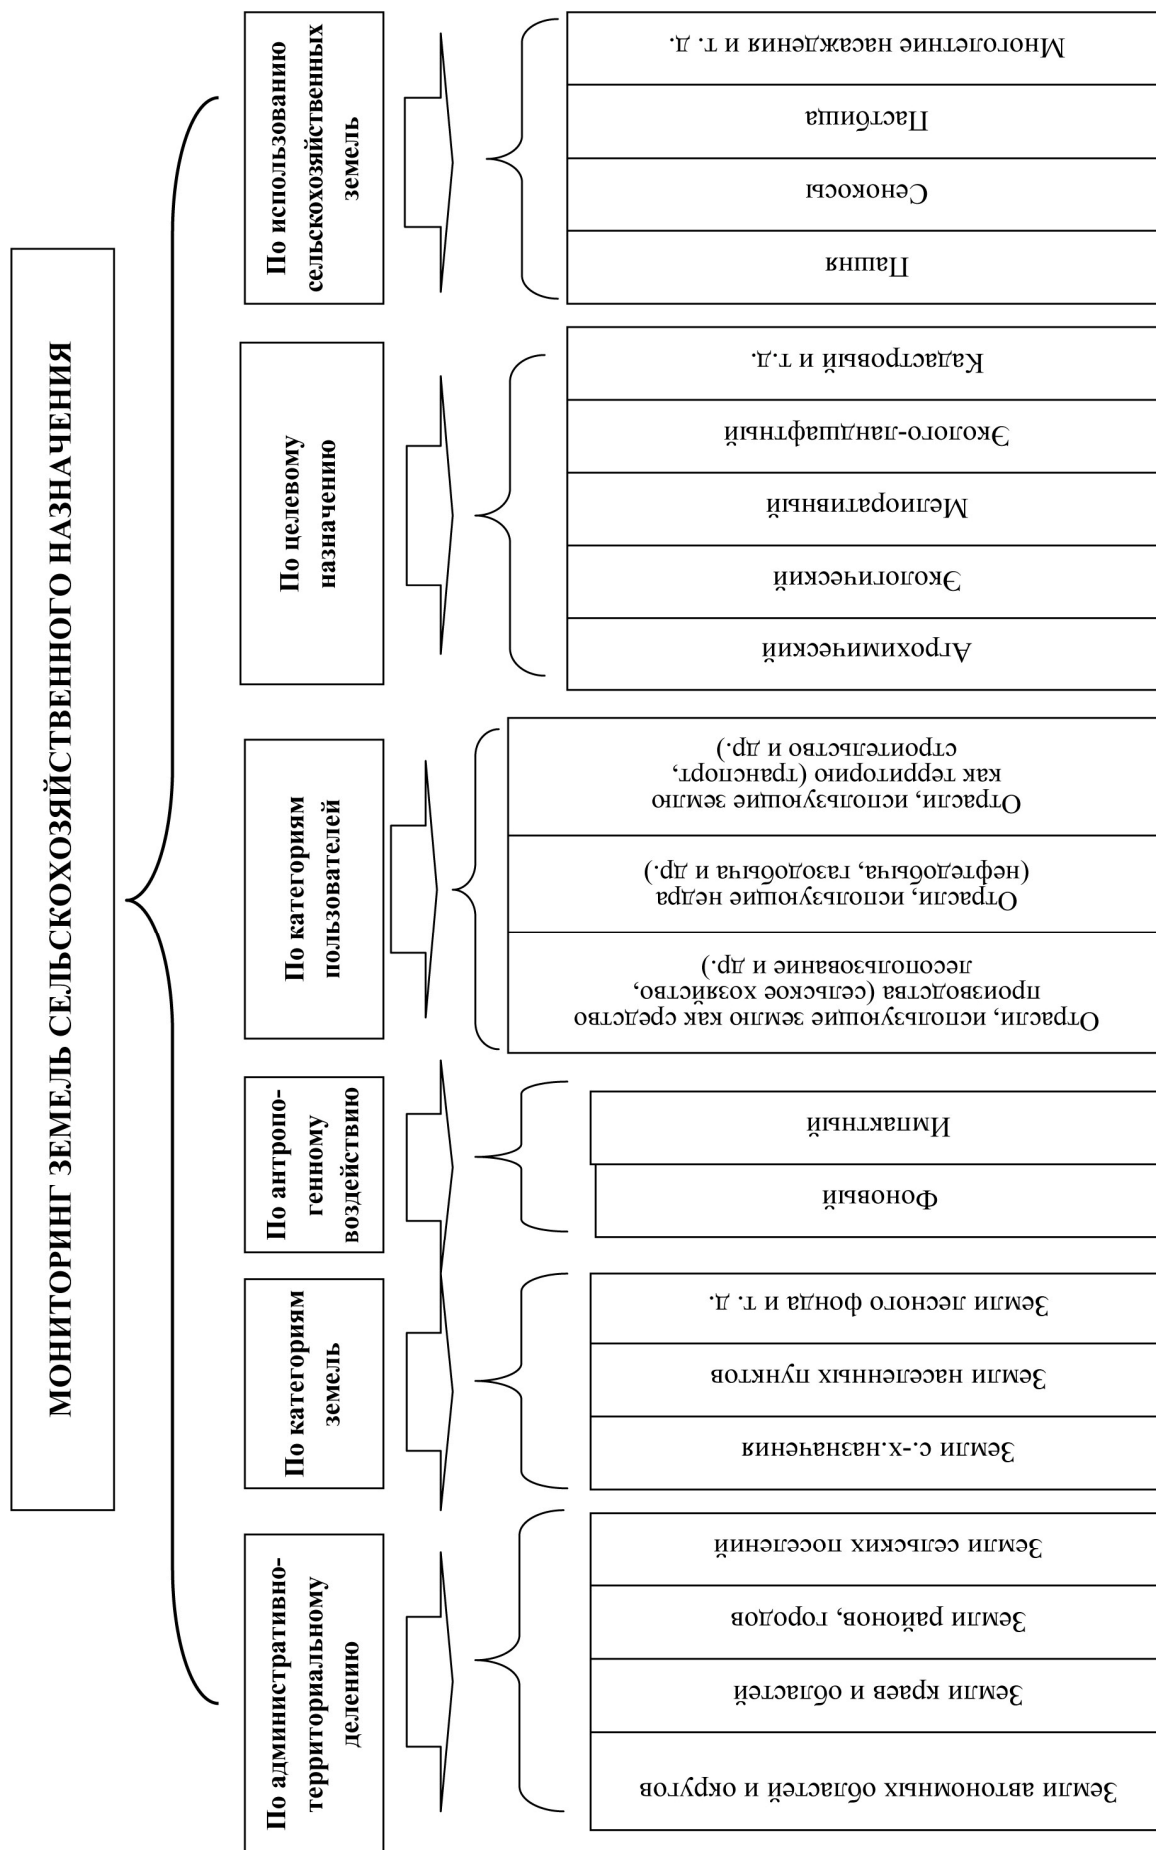 МОНИТОРИНГ ЗЕМЕЛЬ СЕЛЬСКОХОЗЯЙСТВЕННОГО НАЗНАЧЕНИЯ
По административно-
территориальному
делению
Земли автономных областей и округов
Земли краев и областей
Земли районов, городов
Земли сельских поселений
По категориям
земель
Земли с.-х.назначения
Земли населенных пунктов
Земли лесного фонда и т. д.
По антропо-
генному
воздействию
Фоновый
Импактный
По категориям
пользователей
Отрасли, использующие землю как средство
производства (сельское хозяйство,
лесопользование и др.)
Отрасли, использующие недра
(нефтедобыча, газодобыча и др.)
Отрасли, использующие землю
как территорию (транспорт,
строительство и др.)
По целевому
назначению
Агрохимический
Экологический
Мелиоративный
Эколого-ландшафтный
Кадастровый и т.д.
По использованию
сельскохозяйственных
земель
Пашня
Сенокосы
Пастбища
Многолетние насаждения и т. д.